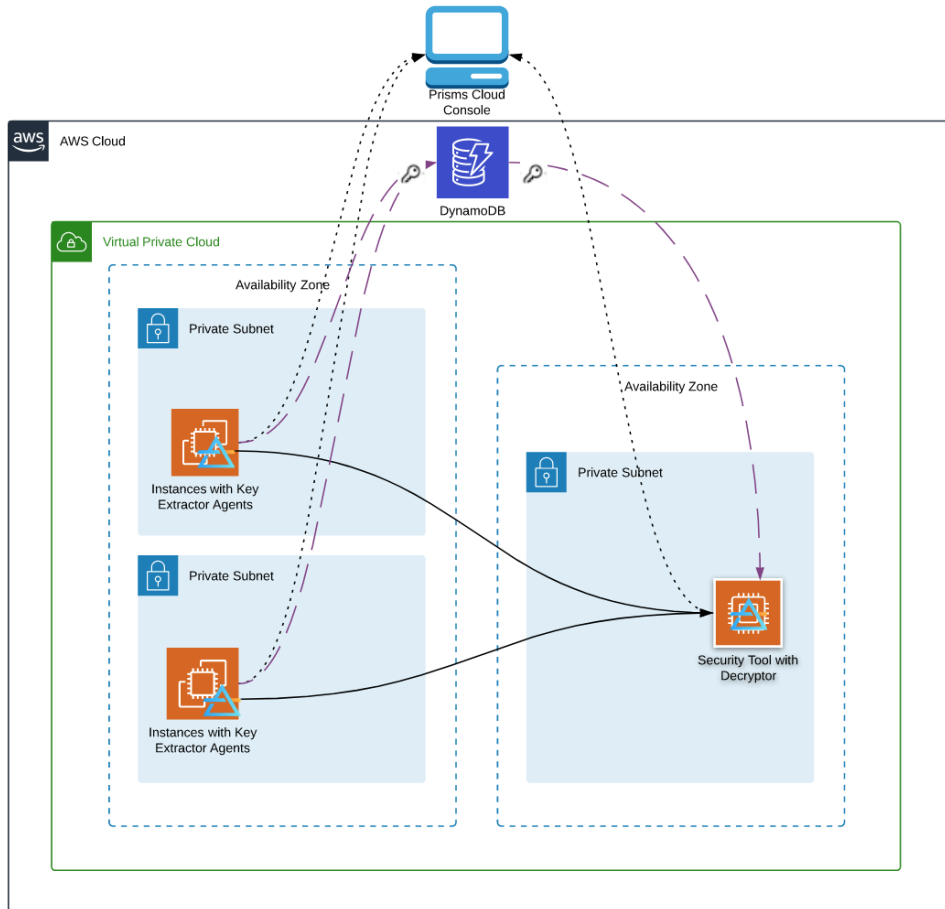 Prisms Cloud
Console
aws
AWS Cloud
DynamoDB
Virtual Private Cloud
Availability Zone
Private Subnet
Instances with Key
Extractor Agents
Private Subnet
Instances with Key
Extractor Agents
Availability Zone
Private Subnet
Security Tool with
Decryptor